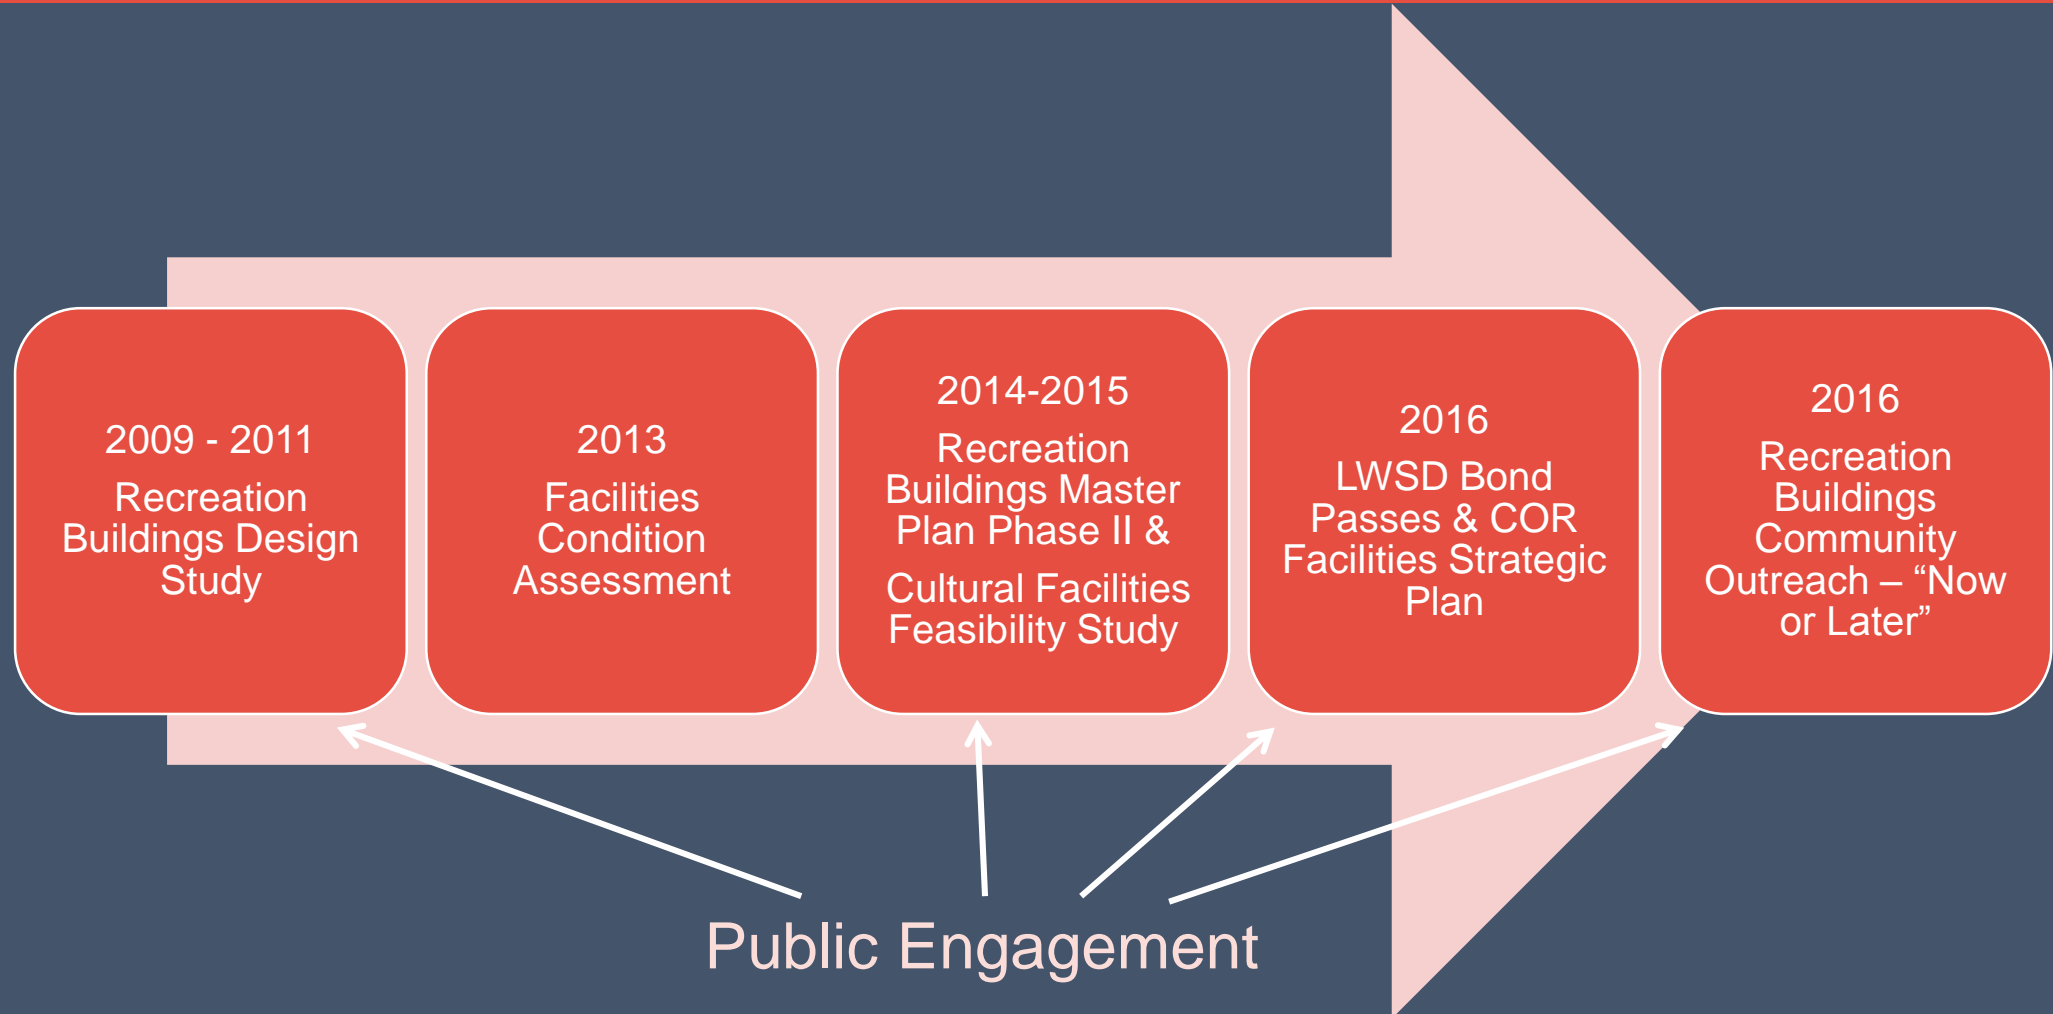 2009 - 2011
Recreation
Buildings Design
Study
2013
Facilities
Condition
Assessment
2014-2015
Recreation
Buildings Master
Plan Phase II &
Cultural Facilities
Feasibility Study
2016
LWSD Bond
Passes & COR
Facilities Strategic
Plan
2016
Recreation
Buildings
Community
Outreach – “Now
or Later”
Public Engagement